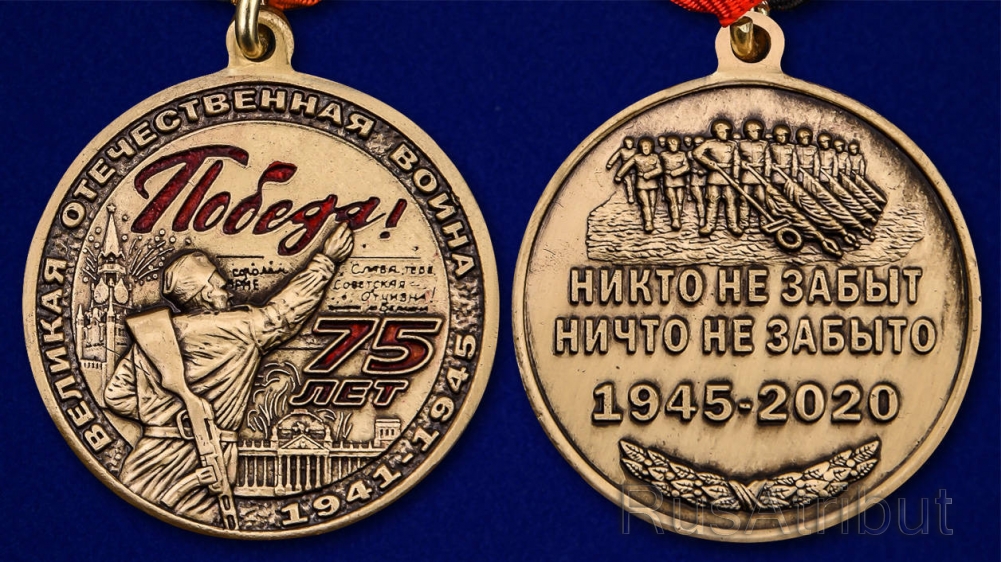 ВЕЛИКАЯ ОТЕЧЕСТВЕННАЯ ВОЙНА 1941-1945
Победа!
Слава тебе
Советская
Отчизна
75
ЛЕТ
НИКТО НЕ ЗАБЫТ
НИЧТО НЕ ЗАБЫТО
1945-2020
RusAtribut